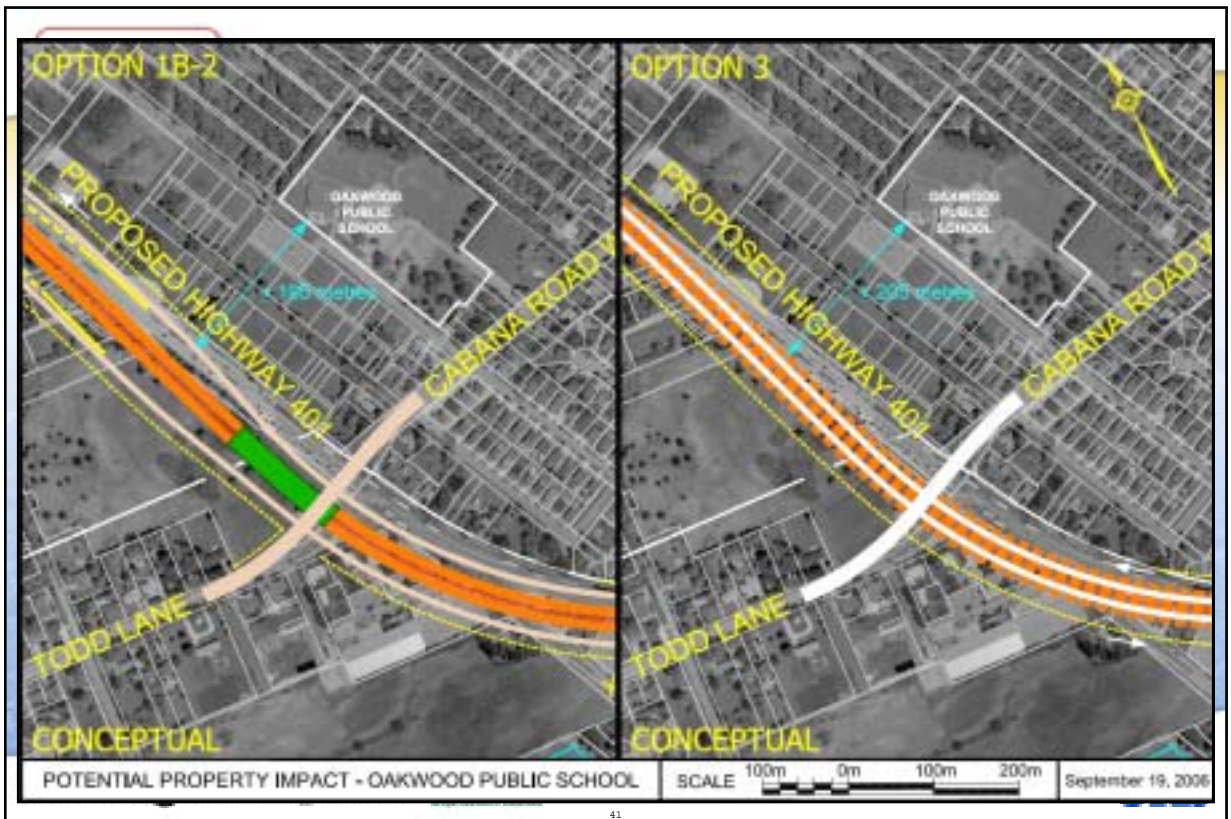 OPTION 1B-2
OAKWOOD
PUBLIC
SCHOOL
PROPOSED HIGHWAY 401
metres
CABANA ROAD W
TODD LANE
CONCEPTUAL
OPTION 3
OAKWOOD
PUBLIC
SCHOOL
PROPOSED HIGHWAY 401
metres
CABANA ROAD W
TODD LANE
CONCEPTUAL
POTENTIAL PROPERTY IMPACT - OAKWOOD PUBLIC SCHOOL
SCALE
100m 0m 100m 200m
September 19, 2006
41